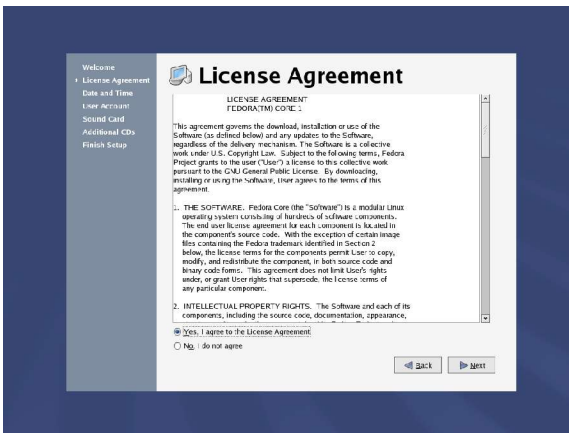 Welcome
License Agreement
Date and Time
User Account
Sound Card
Additional CDs
Finish Setup
License Agreement
LICENSE AGREEMENT
FEDORA(TM) CORE 1
This agreement governs the download, installation or use of the
Software (as defined below) and any updates to the Software,
regardless of the delivery mechanism. The Software is a collective
work under U.S. Copyright Law. Subject to the following terms, Fedora
Project grants to the user ("User") a license to this collective work
pursuant to the GNU General Public License. By downloading,
installing or using the Software, User agrees to the terms of this
agreement.
1. THE SOFTWARE. Fedora Core (the "Software") is a modular Linux
operating system consisting of hundreds of software components.
The end user license agreement for each component is located in
the component's source code. With the exception of certain image
files containing the Fedora trademark identified in Section 2
below, the license terms for the components permit User to copy,
modify, and redistribute the component, in both source code and
binary code forms. This agreement does not limit User's rights
under, or grant User rights that supersede, the license terms of
any particular component.
2. INTELLECTUAL PROPERTY RIGHTS. The Software and each of its
components, including the source code, documentation, appearance,
Yes, I agree to the License Agreement
No, I do not agree
Back
Next